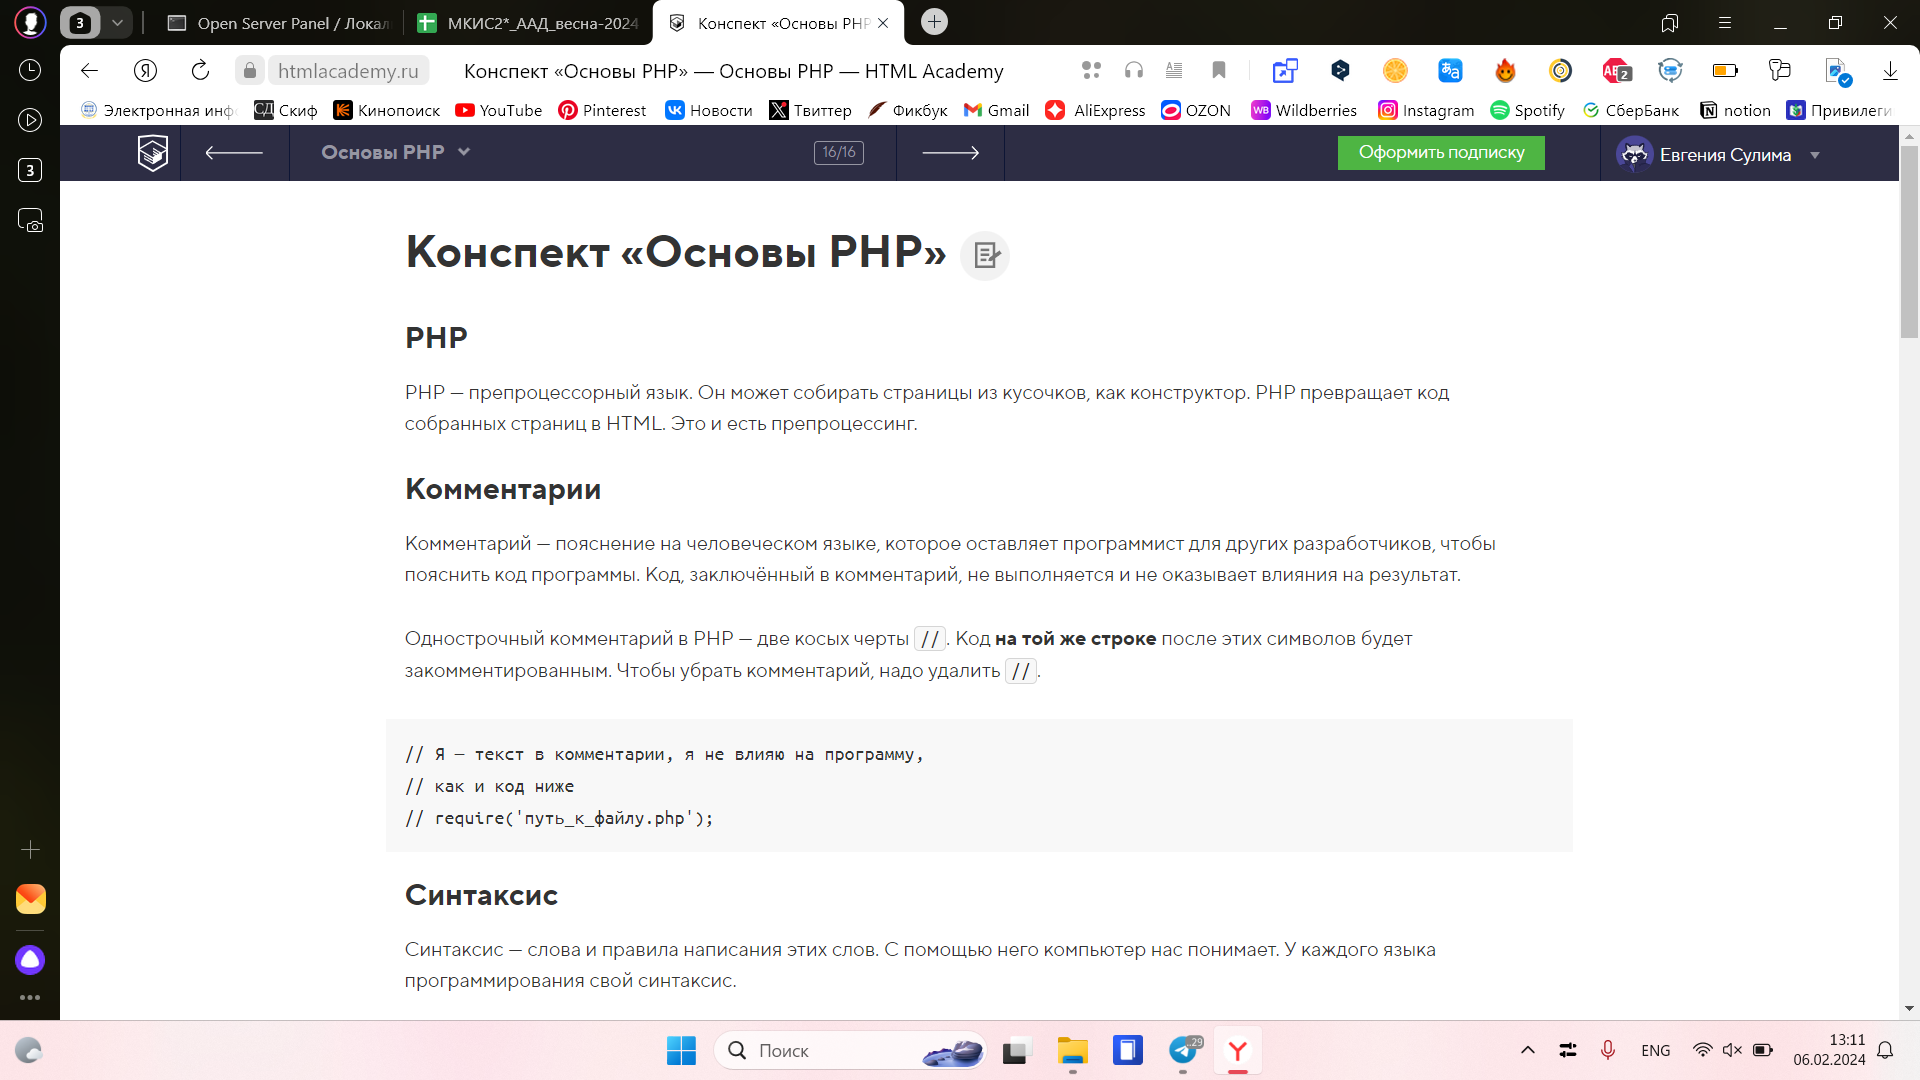 3
Open Server Panel / Лока
МКИС2*_ААД_весна-2024
Конспект «Основы PHP
htmlacademy.ru
Конспект «Основы PHP» — Основы PHP — HTML Academy
2
Электронная инф
СД Скиф
Кинопоиск
YouTube
Pinterest
Новости
Твиттер
Фикбук
Gmail
AliExpress
OZON
WB Wildberries
Instagram
Spotify
СберБанк
notion
Привилеги
3
Основы PHP
16/16
Оформить подписку
Евгения Сулима
Конспект «Основы PHP»
PHP
PHP — препроцессорный язык. Он может собирать страницы из кусочков, как конструктор. PHP превращает код
собранных страниц в HTML. Это и есть препроцессинг.
Комментарии
Комментарий — пояснение на человеческом языке, которое оставляет программист для других разработчиков, чтобы
пояснить код программы. Код, заключённый в комментарий, не выполняется и не оказывает влияния на результат.
Однострочный комментарий в PHP — две косых черты //. Код на той же строке после этих символов будет
закомментированным. Чтобы убрать комментарий, надо удалить //.
// Я — текст в комментарии, я не влияю на программу,
// как и код ниже
// require('путь_к_файлу.php');
Синтаксис
Синтаксис — слова и правила написания этих слов. С помощью него компьютер нас понимает. У каждого языка
программирования свой синтаксис.
Поиск
ENG
13:11
06.02.2024